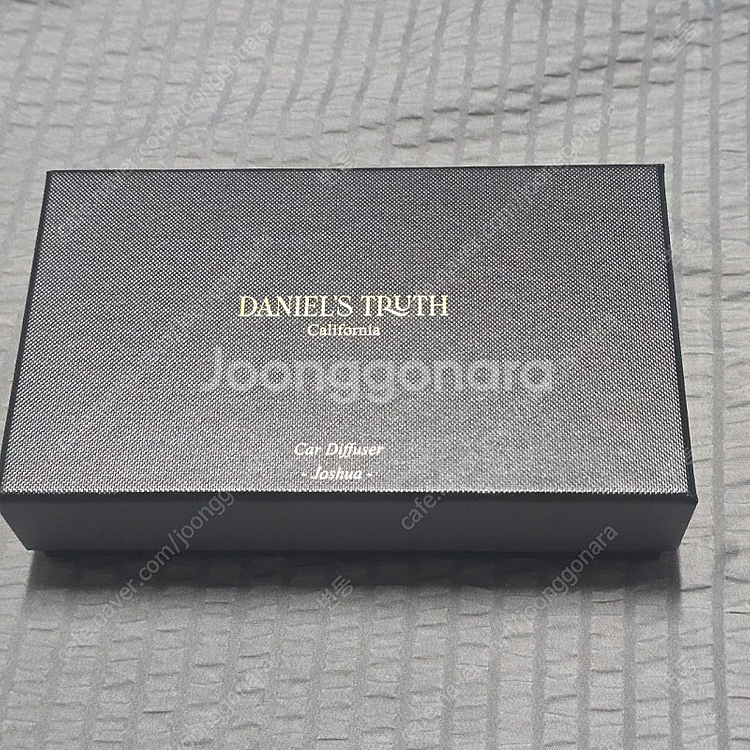 DANIEL'S TRUTH
California
Joonggonara
Car Diffuser
- Joshua -